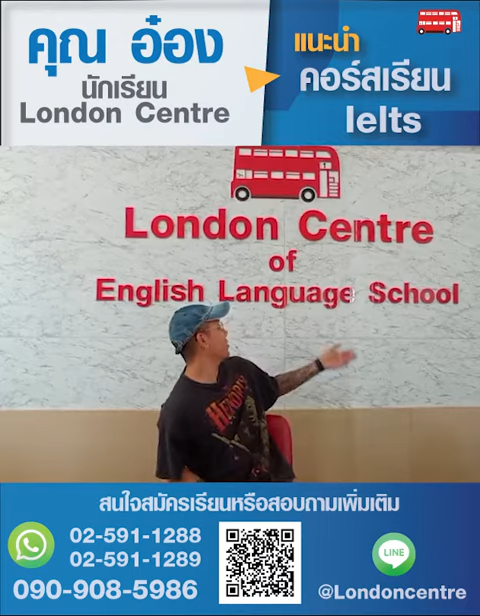 คุณ อ๋อง
นักเรียน
London Centre
แนะนำ
คอร์สเรียน
Ielts
London Centre
of
English Language School
สนใจสมัครเรียนหรือสอบถามเพิ่มเติม
02-591-1288
02-591-1289
090-908-5986
LINE
@Londoncentre